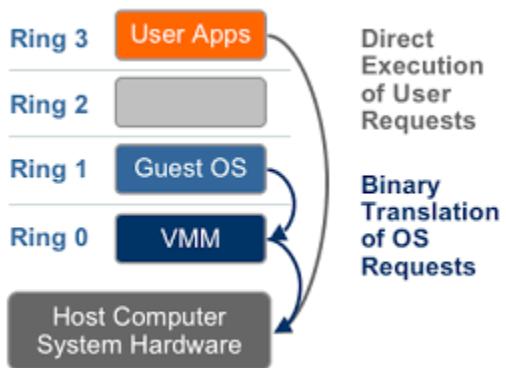 Ring 3
User Apps
Direct
Execution
of User
Requests
Ring 2
Ring 1
Guest OS
Binary
Translation
of OS
Requests
Ring 0
VMM
Host Computer
System Hardware